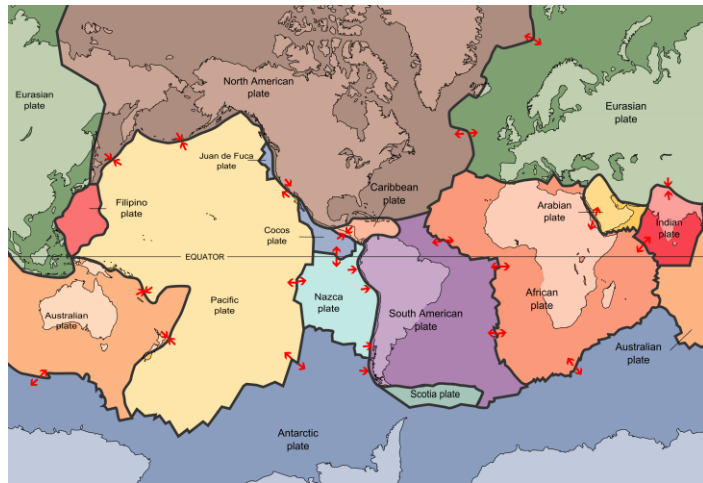 North American
plate
Eurasian
plate
Eurasian
plate
Juan de Fuca
plate
Caribbean
plate
Filipino
plate
Arabian
plate
Indian
plate
Cocos
plate
EQUATOR
Pacific
plate
Nazca
plate
African
plate
Australian
plate
South American
plate
Australian
plate
Scotia plate
Antarctic
plate